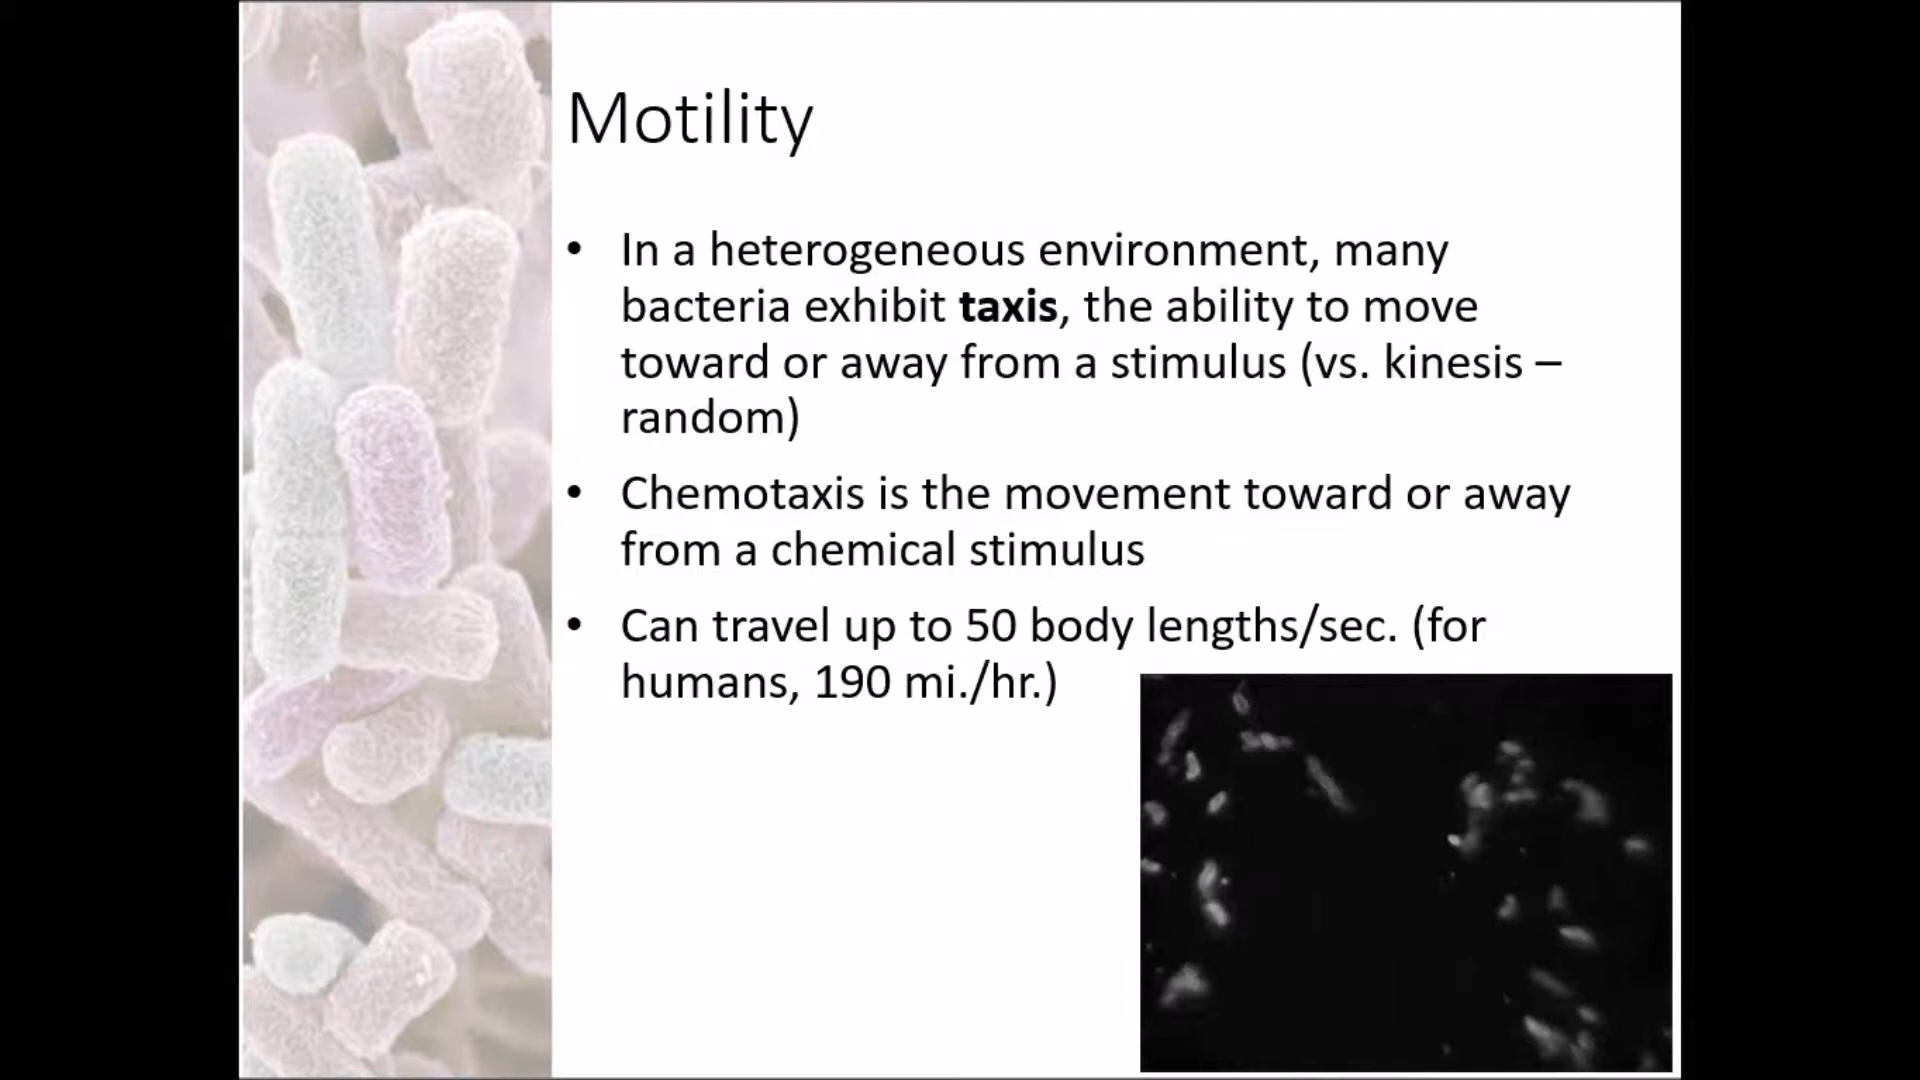 Motility
• In a heterogeneous environment, many
bacteria exhibit taxis, the ability to move
toward or away from a stimulus (vs. kinesis –
random)
• Chemotaxis is the movement toward or away
from a chemical stimulus
• Can travel up to 50 body lengths/sec. (for
humans, 190 mi./hr.)